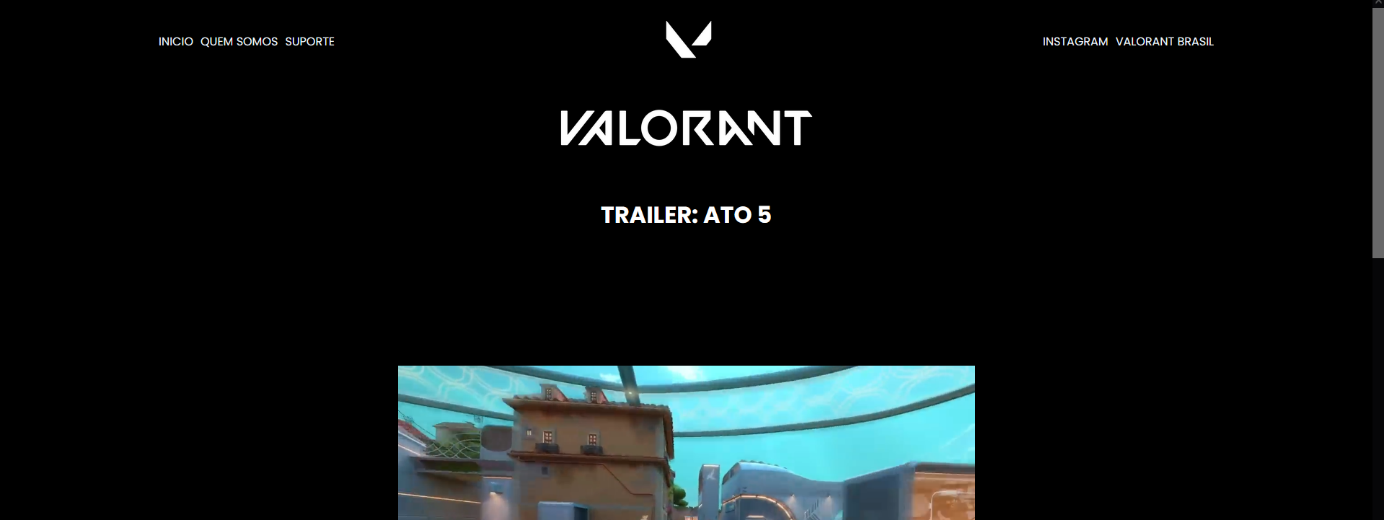 INICIO QUEM SOMOS SUPORTE
INSTAGRAM VALORANT BRASIL
VALORANT
TRAILER: ATO 5